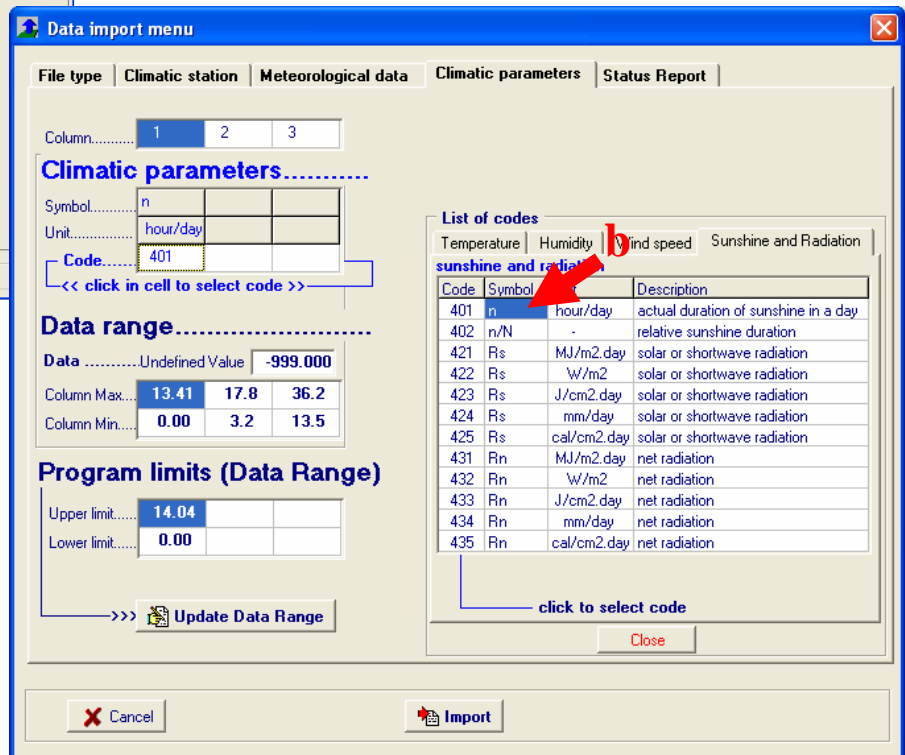 Data import menu
File type Climatic station Meteorological data Climatic parameters Status Report
Column........... 1 2 3
Climatic parameters...........
Symbol............ n
Unit................ hour/day
Code....... 401
<< click in cell to select code >>
Data range.......................
Data ...........Undefined Value -999.000
Column Max.... 13.41 17.8 36.2
Column Min..... 0.00 3.2 13.5
Program limits (Data Range)
Upper limit...... 14.04
Lower limit...... 0.00
>>> Update Data Range
List of codes
Temperature Humidity Wind speed Sunshine and Radiation
b
sunshine and radiation
Code Symbol Description
401 n hour/day actual duration of sunshine in a day
402 n/N - relative sunshine duration
421 Rs MJ/m2.day solar or shortwave radiation
422 Rs W/m2 solar or shortwave radiation
423 Rs J/cm2.day solar or shortwave radiation
424 Rs mm/day solar or shortwave radiation
425 Rs cal/cm2.day solar or shortwave radiation
431 Rn MJ/m2.day net radiation
432 Rn W/m2 net radiation
433 Rn J/cm2.day net radiation
434 Rn mm/day net radiation
435 Rn cal/cm2.day net radiation
click to select code
Close
Cancel Import